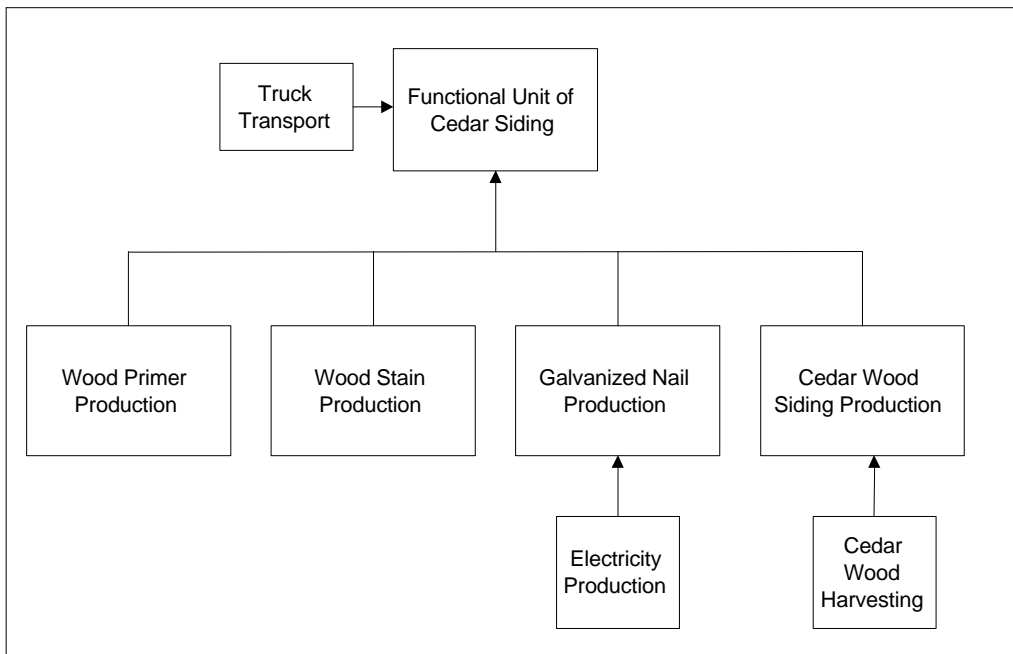 Truck
Transport
Functional Unit of
Cedar Siding
Wood Primer
Production
Wood Stain
Production
Galvanized Nail
Production
Cedar Wood
Siding Production
Electricity
Production
Cedar
Wood
Harvesting